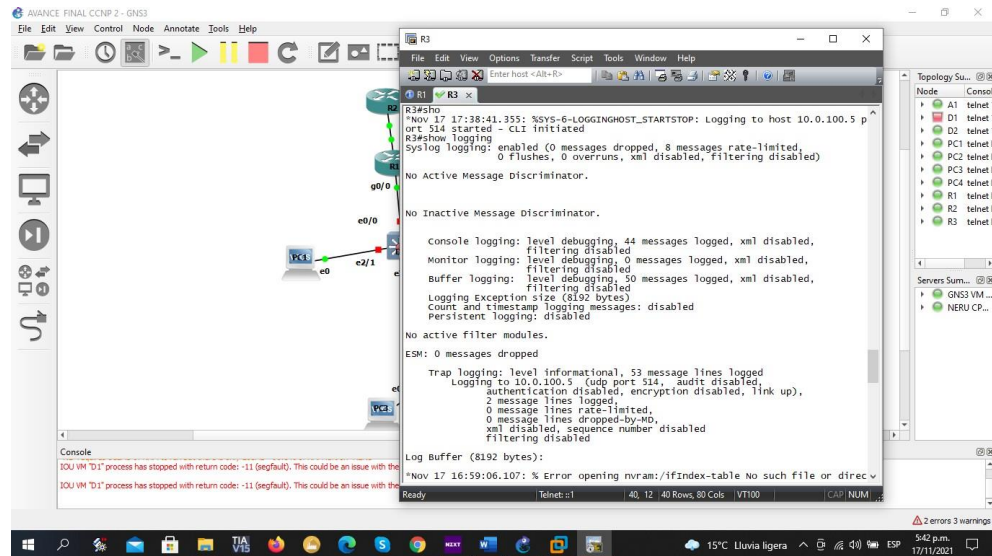 AVANCE FINAL CCNP 2 - GNS3
File Edit View Control Node Annotate Tools Help
R2
R1
g0/0
e0/0
PC4
e0
e2/1
PC3
R3
File Edit View Options Transfer Script Tools Window Help
Enter host <Alt+R>
R1 R3
R3#sho
*Nov 17 17:38:41.355: %SYS-6-LOGGINGHOST_STARTSTOP: Logging to host 10.0.100.5 p
ort 514 started - CLI initiated
R3#show logging
Syslog logging: enabled (0 messages dropped, 8 messages rate-limited,
0 flushes, 0 overruns, xml disabled, filtering disabled)
No Active Message Discriminator.
No Inactive Message Discriminator.
Console logging: level debugging, 44 messages logged, xml disabled,
filtering disabled
Monitor logging: level debugging, 0 messages logged, xml disabled,
filtering disabled
Buffer logging: level debugging, 50 messages logged, xml disabled,
filtering disabled
Logging Exception size (8192 bytes)
Count and timestamp logging messages: disabled
Persistent logging: disabled
No active filter modules.
ESM: 0 messages dropped
Trap logging: level informational, 53 message lines logged
Logging to 10.0.100.5 (udp port 514, audit disabled,
authentication disabled, encryption disabled, link up),
2 message lines logged,
0 message lines rate-limited,
0 message lines dropped-by-MD,
xml disabled, sequence number disabled
filtering disabled
Log Buffer (8192 bytes):
*Nov 17 16:59:06.107: % Error opening nvram:/ifIndex-table No such file or direc
Ready Telnet: ::1 40, 12 40 Rows, 80 Cols VT100 CAP NUM
Topology Su...
Node Consol
A1 telnet
D1 telnet
D2 telnet
PC1 telnet
PC2 telnet
PC3 telnet
PC4 telnet
R1 telnet
R2 telnet
R3 telnet
Servers Sum...
GNS3 VM ...
NERU CP...
Console
IOU VM "D1" process has stopped with return code: -11 (segfault). This could be an issue with the
IOU VM "D1" process has stopped with return code: -11 (segfault). This could be an issue with the
2 errors 3 warnings
TIA V15
NEXT
15°C Lluvia ligera ESP 5:42 p.m.
17/11/2021